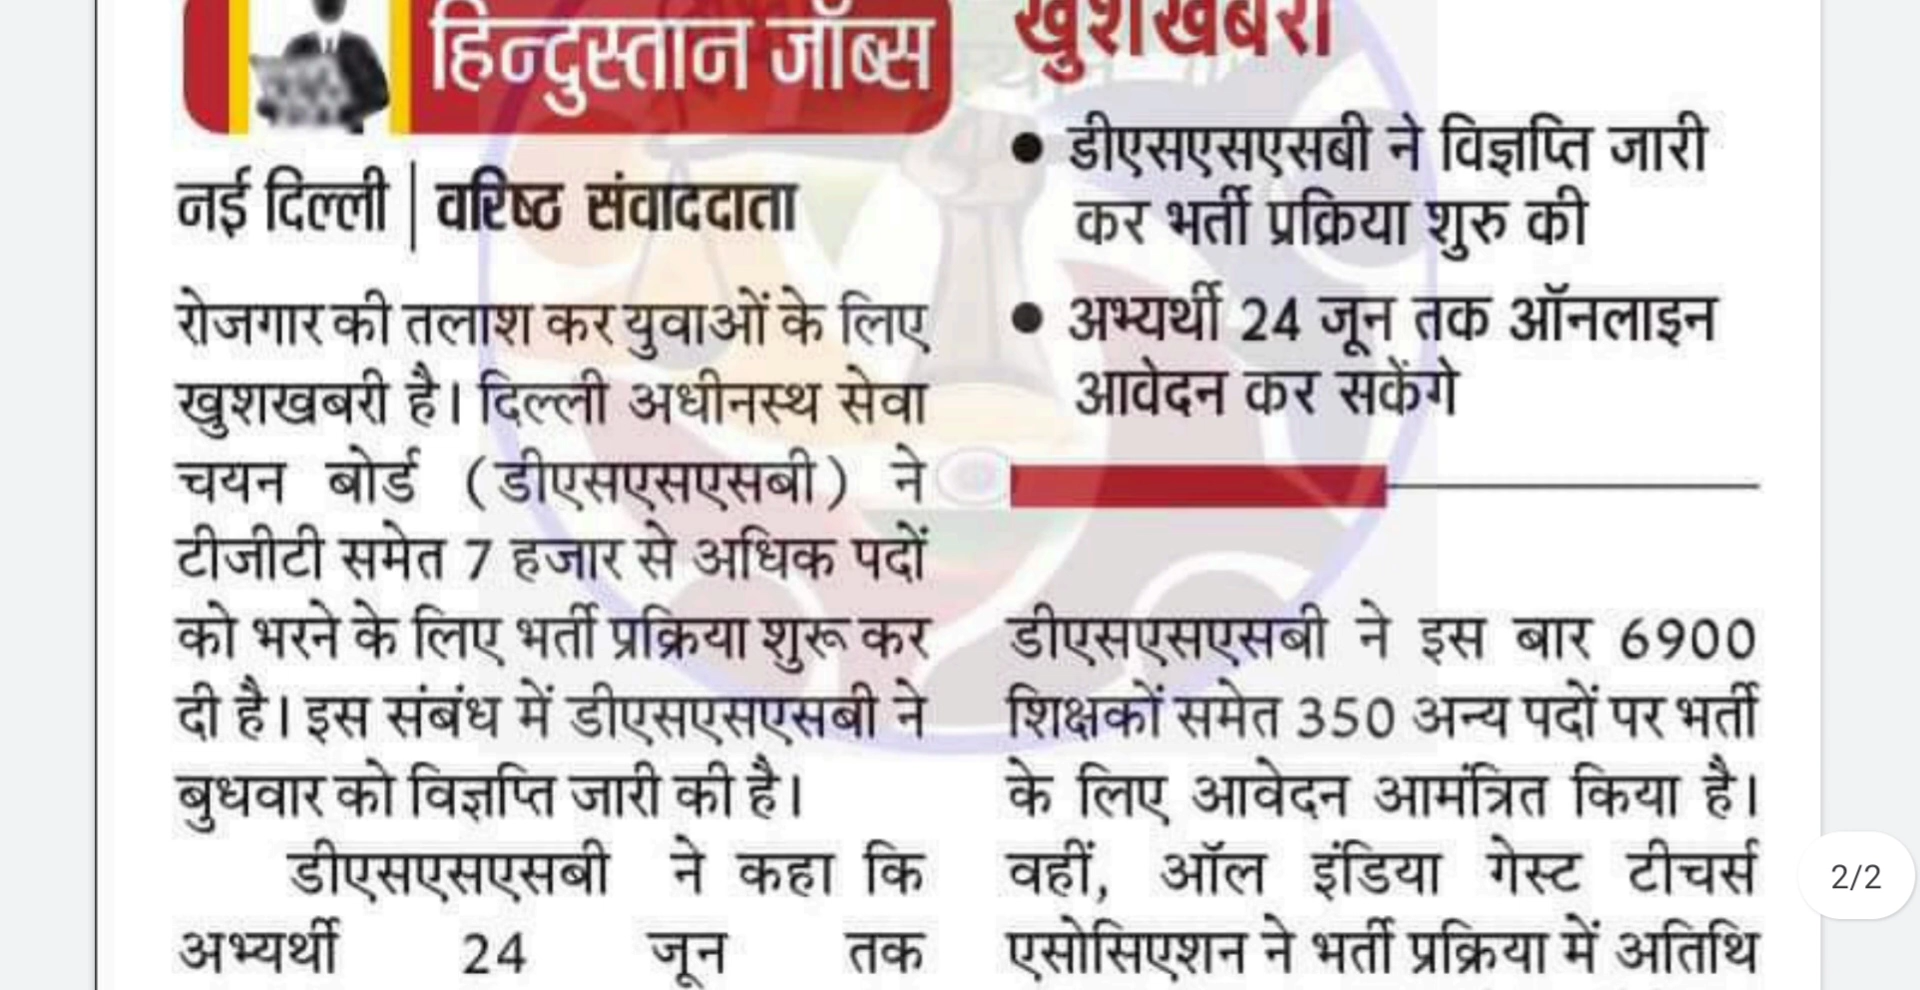 हिन्दुस्तान जॉब्स
नई दिल्ली | वरिष्ठ संवाददाता
रोजगार की तलाश कर युवाओं के लिए
खुशखबरी है। दिल्ली अधीनस्थ सेवा
चयन बोर्ड (डीएसएसएसबी) ने
टीजीटी समेत 7 हजार से अधिक पदों
को भरने के लिए भर्ती प्रक्रिया शुरू कर
दी है। इस संबंध में डीएसएसएसबी ने
बुधवार को विज्ञप्ति जारी की है।
डीएसएसएसबी ने कहा कि
अभ्यर्थी 24 जून तक
खुशखबरी
● डीएसएसएसबी ने विज्ञप्ति जारी
कर भर्ती प्रक्रिया शुरु की
● अभ्यर्थी 24 जून तक ऑनलाइन
आवेदन कर सकेंगे
डीएसएसएसबी ने इस बार 6900
शिक्षकों समेत 350 अन्य पदों पर भर्ती
के लिए आवेदन आमंत्रित किया है।
वहीं, ऑल इंडिया गेस्ट टीचर्स
एसोसिएशन ने भर्ती प्रक्रिया में अतिथि
2/2